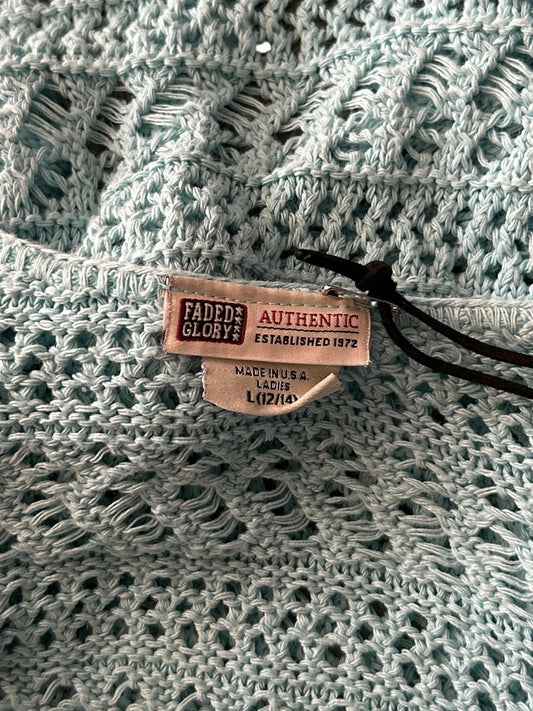 FADED
GLORY
AUTHENTIC
ESTABLISHED 1972
MADE IN U.S.A.
LADIES
L(12/14)